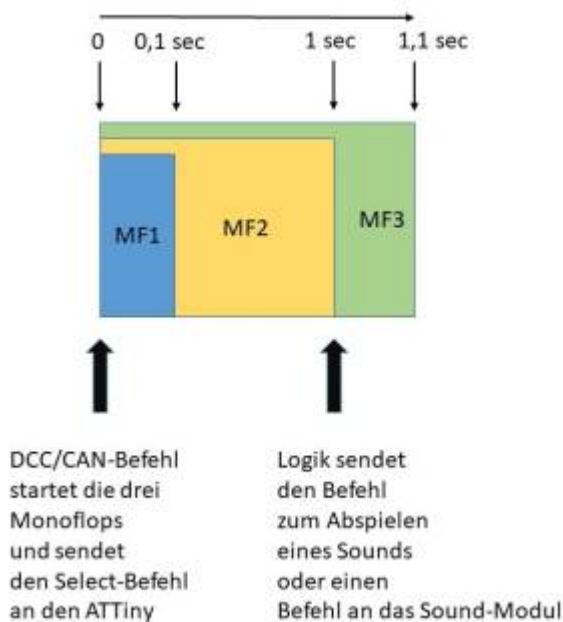 0 0,1 sec 1 sec 1,1 sec
MF1 MF2 MF3
DCC/CAN-Befehl
startet die drei
Monoflops
und sendet
den Select-Befehl
an den ATTiny
Logik sendet
den Befehl
zum Abspielen
eines Sounds
oder einen
Befehl an das Sound-Modul